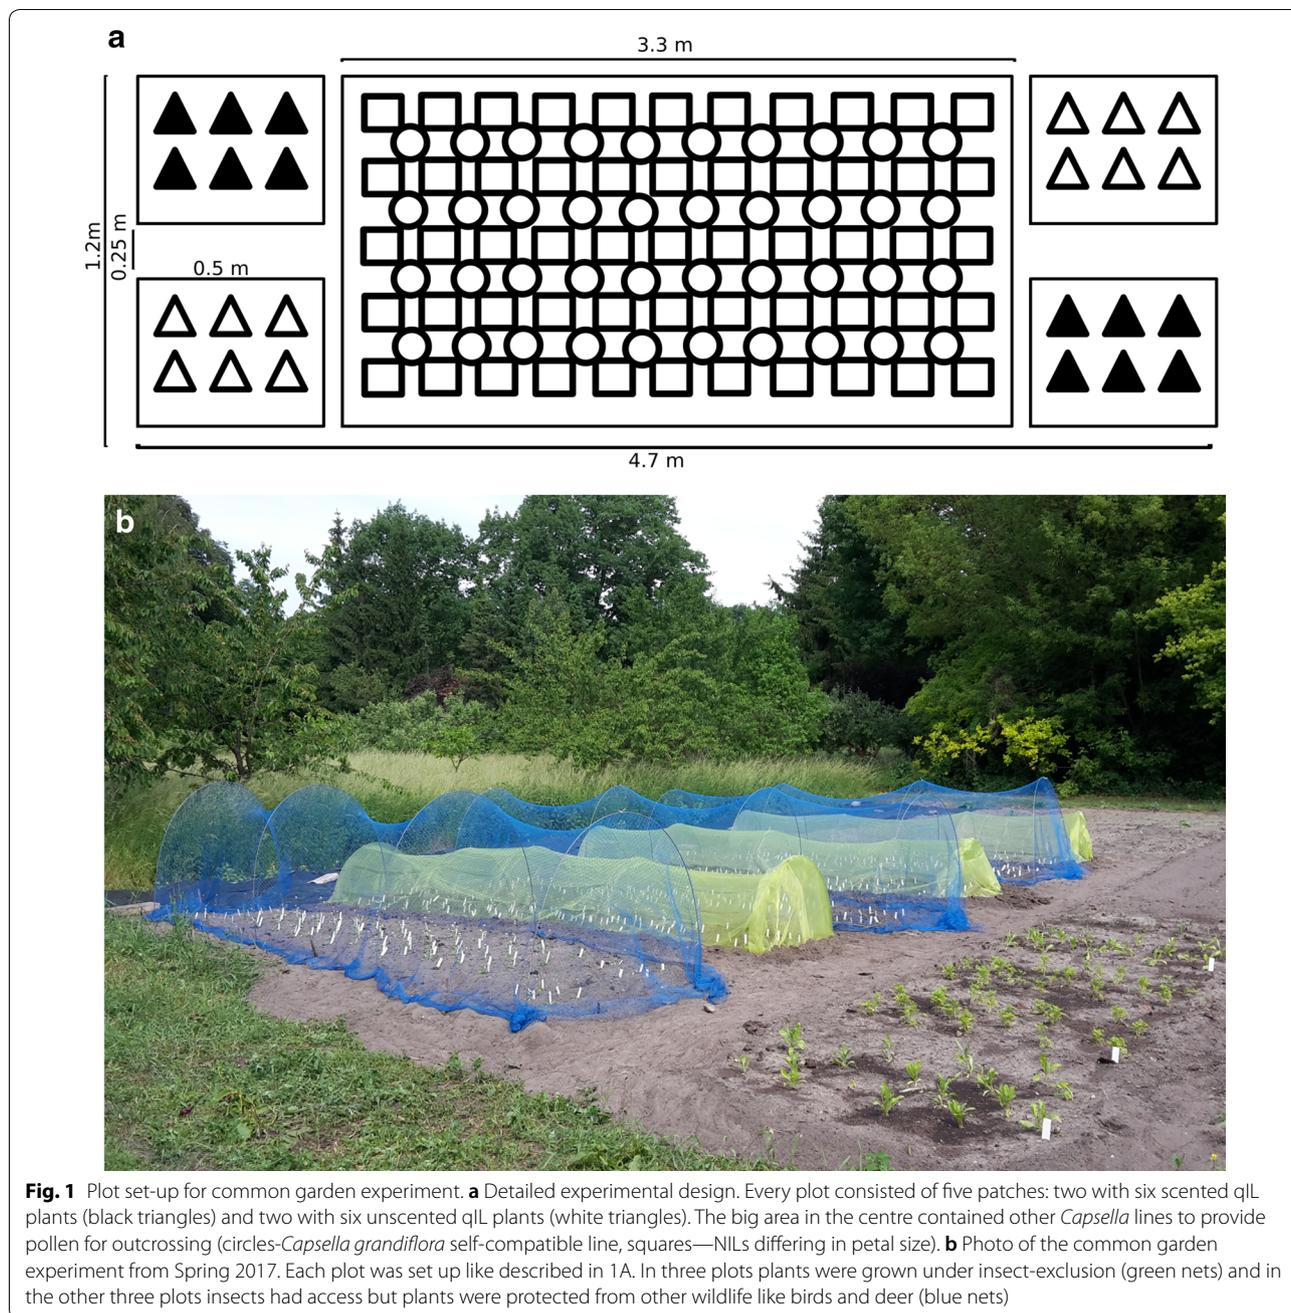 a
3.3 m
1.2m
0.25 m
0.5 m
4.7 m
b
Fig. 1 Plot set-up for common garden experiment. a Detailed experimental design. Every plot consisted of five patches: two with six scented qIL
plants (black triangles) and two with six unscented qIL plants (white triangles). The big area in the centre contained other Capsella lines to provide
pollen for outcrossing (circles-Capsella grandiflora self-compatible line, squares—NILs differing in petal size). b Photo of the common garden
experiment from Spring 2017. Each plot was set up like described in 1A. In three plots plants were grown under insect-exclusion (green nets) and in
the other three plots insects had access but plants were protected from other wildlife like birds and deer (blue nets)